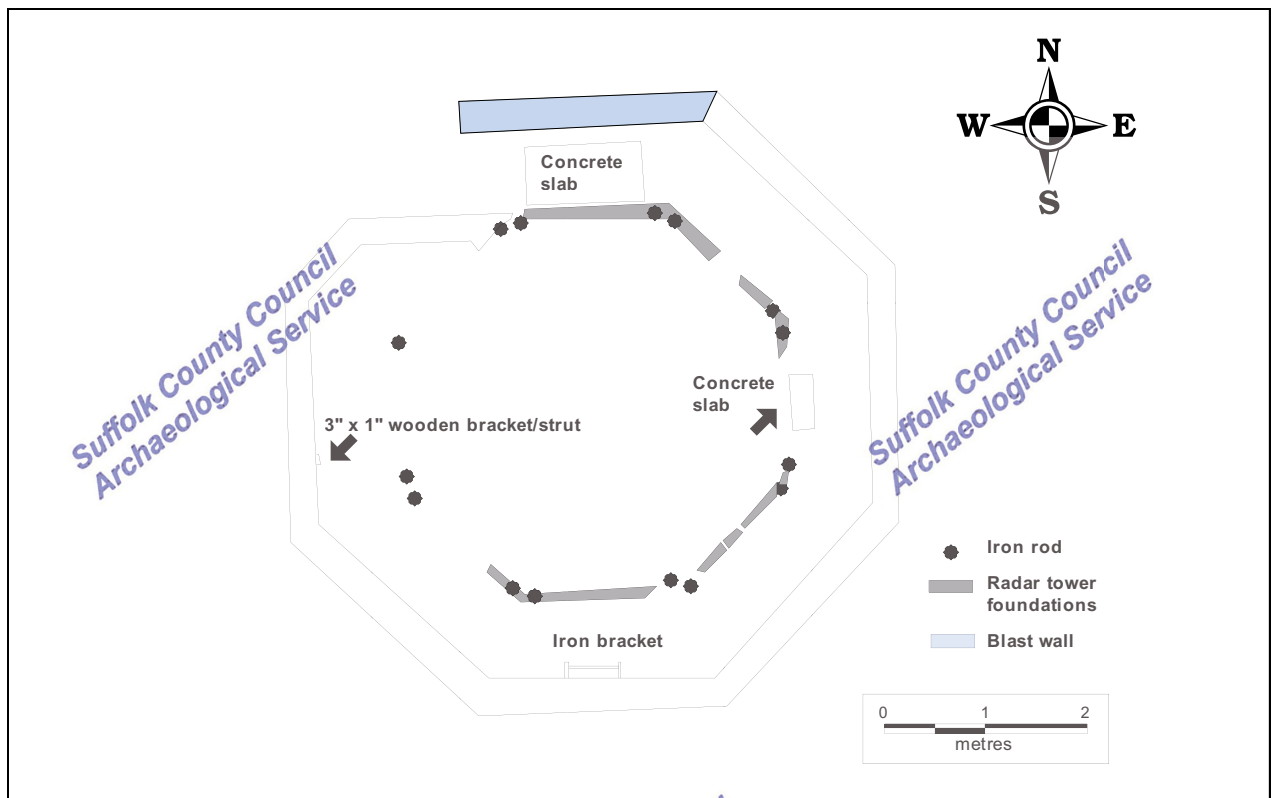 N
W E
S
Concrete
slab
Suffolk County Council
Archaeological Service
Concrete
slab
Suffolk County Council
Archaeological Service
3" x 1" wooden bracket/strut
Iron bracket
Iron rod
Radar tower
foundations
Blast wall
0 1 2
metres